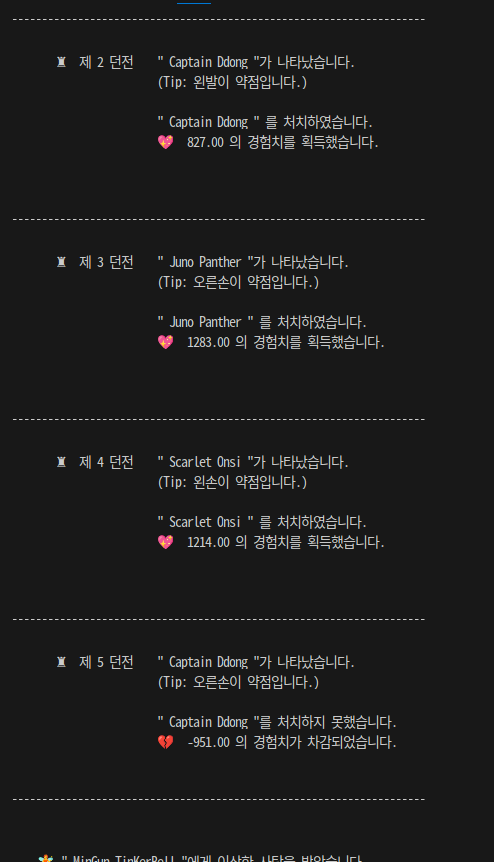 --------------------------------------------------------------------
♜ 제 2 던전 " Captain Ddong "가 나타났습니다.
(Tip: 왼발이 약점입니다.)
" Captain Ddong " 를 처치하였습니다.
💖 827.00 의 경험치를 획득했습니다.
--------------------------------------------------------------------
♜ 제 3 던전 " Juno Panther "가 나타났습니다.
(Tip: 오른손이 약점입니다.)
" Juno Panther " 를 처치하였습니다.
💖 1283.00 의 경험치를 획득했습니다.
--------------------------------------------------------------------
♜ 제 4 던전 " Scarlet Onsi "가 나타났습니다.
(Tip: 왼손이 약점입니다.)
" Scarlet Onsi " 를 처치하였습니다.
💖 1214.00 의 경험치를 획득했습니다.
--------------------------------------------------------------------
♜ 제 5 던전 " Captain Ddong "가 나타났습니다.
(Tip: 오른손이 약점입니다.)
" Captain Ddong "를 처치하지 못했습니다.
💔 -951.00 의 경험치가 차감되었습니다.
--------------------------------------------------------------------
🧚 " MinGun TinKerBell "에게 이상한 사탕을 받았습니다